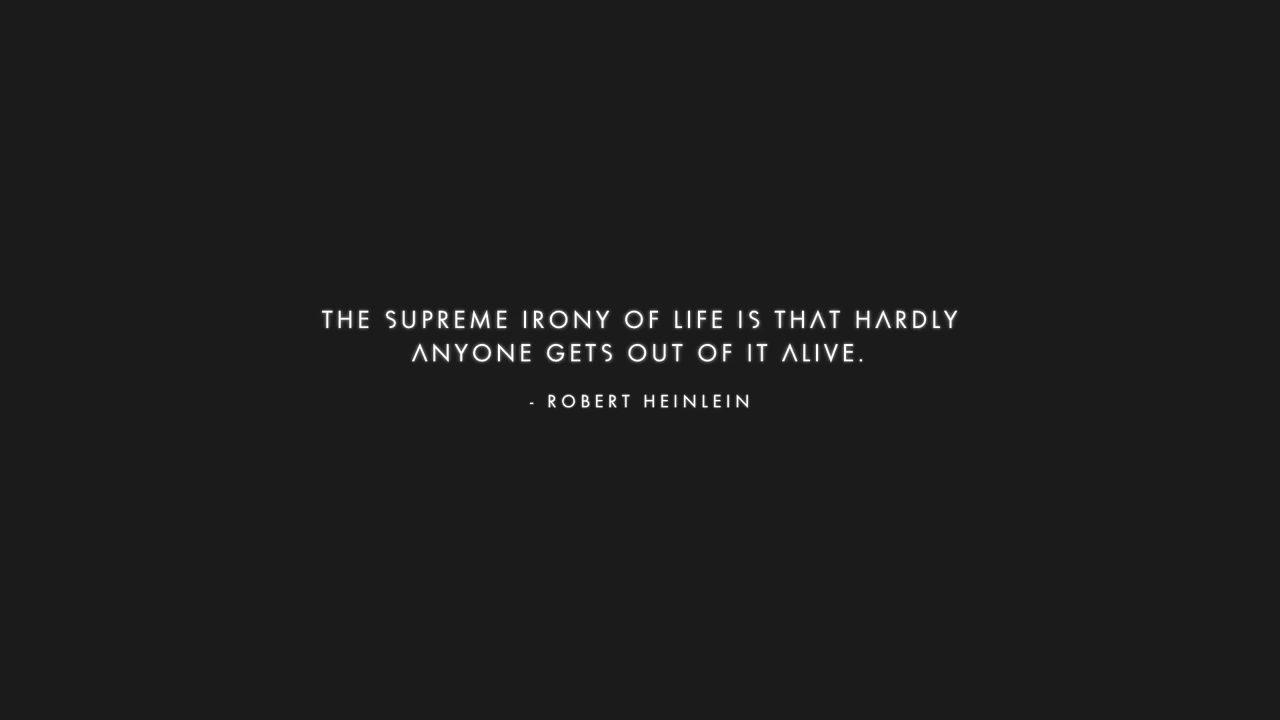 THE SUPREME IRONY OF LIFE IS THAT HARDLY
ANYONE GETS OUT OF IT ALIVE.
- ROBERT HEINLEIN